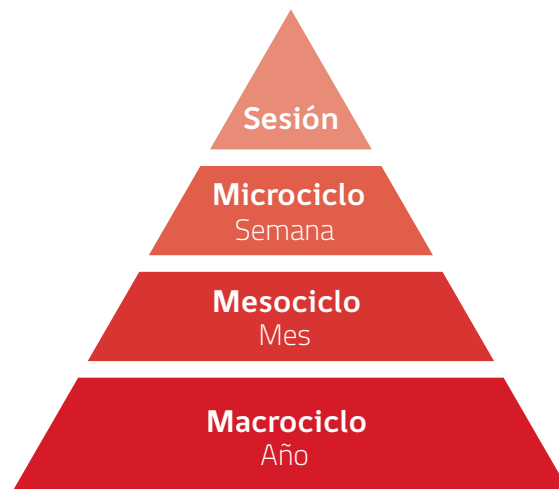 Sesión
Microciclo
Semana
Mesociclo
Mes
Macrociclo
Año